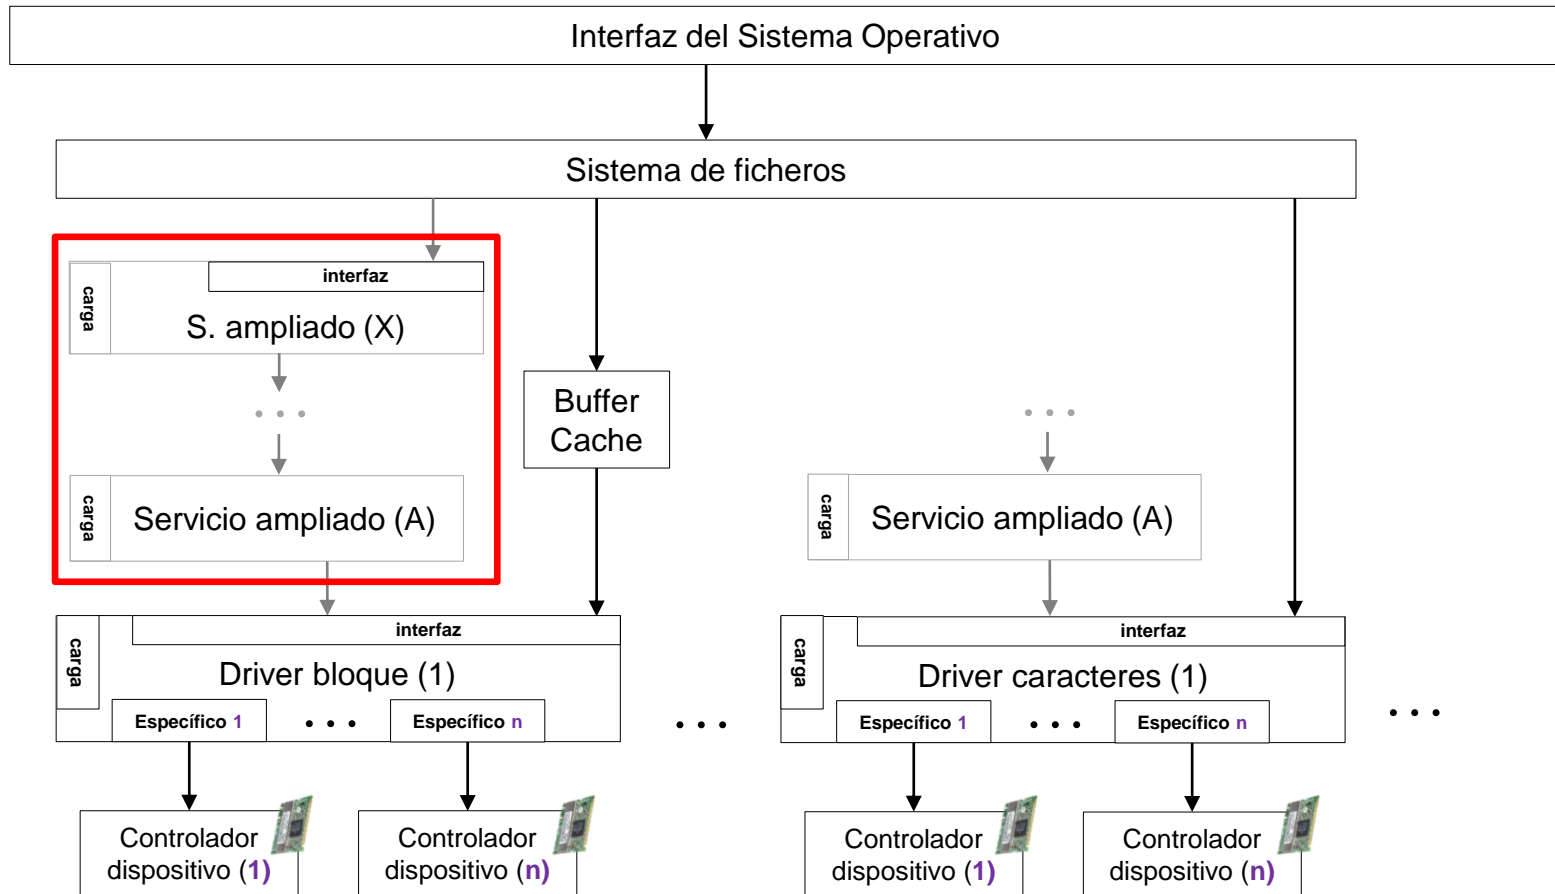 Interfaz del Sistema Operativo
Sistema de ficheros
interfaz
carga
S. ampliado (X)
Buffer
Cache
carga
Servicio ampliado (A)
carga
Servicio ampliado (A)
interfaz
carga
Driver bloque (1)
Específico 1
Específico n
interfaz
carga
Driver caracteres (1)
Específico 1
Específico n
Controlador
dispositivo (1)
Controlador
dispositivo (n)
Controlador
dispositivo (1)
Controlador
dispositivo (n)